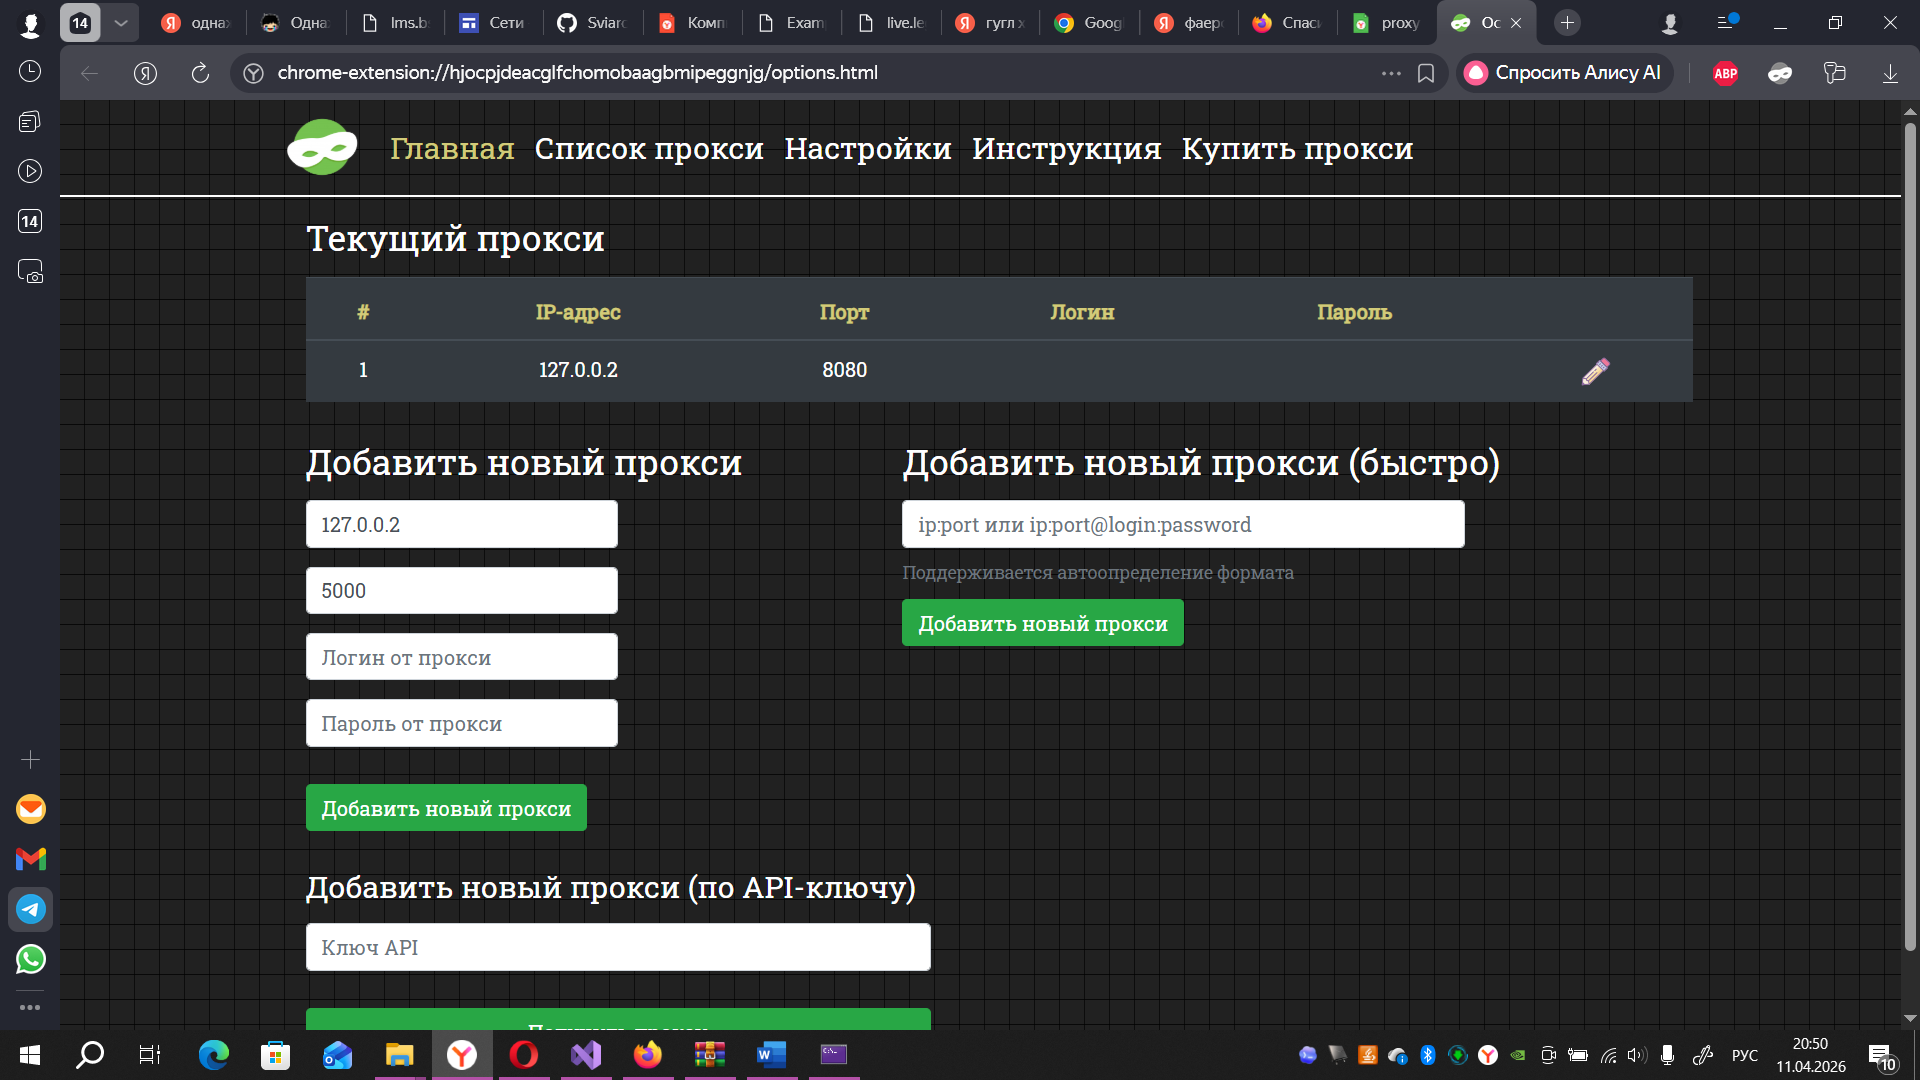 14
одна
Одна
lms.b
Сети
Sviar
Комп
Exam
live.le
гугл х
Goog
фаер
Спаси
proxy
Ос
chrome-extension://hjocpjdeacglfchomobaagbmipeggnjg/options.html
Спросить Алису AI
ABP
14
Главная Список прокси Настройки Инструкция Купить прокси
Текущий прокси
# IP-адрес Порт Логин Пароль
1 127.0.0.2 8080
Добавить новый прокси
127.0.0.2
5000
Логин от прокси
Пароль от прокси
Добавить новый прокси
Добавить новый прокси (быстро)
ip:port или ip:port@login:password
Поддерживается автоопределение формата
Добавить новый прокси
Добавить новый прокси (по API-ключу)
Ключ API
РУС
20:50
11.04.2026
10